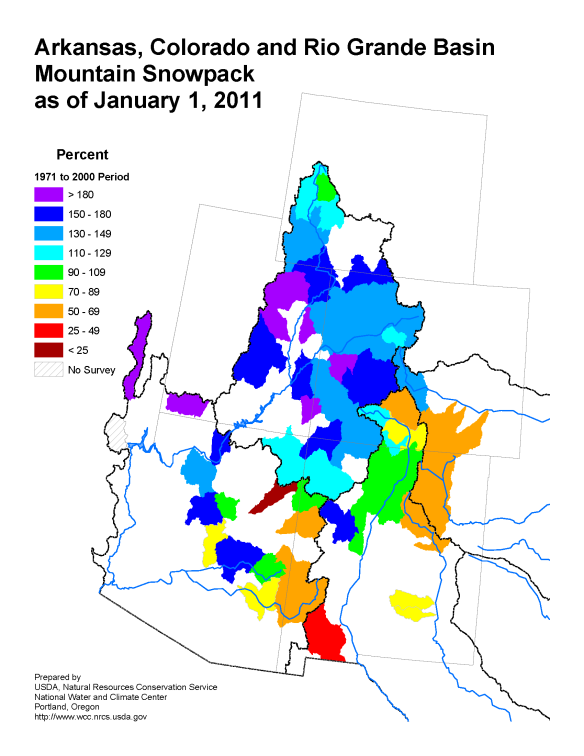 Arkansas, Colorado and Rio Grande Basin
Mountain Snowpack
as of January 1, 2011
Percent
1971 to 2000 Period
> 180
150 - 180
130 - 149
110 - 129
90 - 109
70 - 89
50 - 69
25 - 49
< 25
No Survey
Prepared by
USDA, Natural Resources Conservation Service
National Water and Climate Center
Portland, Oregon
http://www.wcc.nrcs.usda.gov